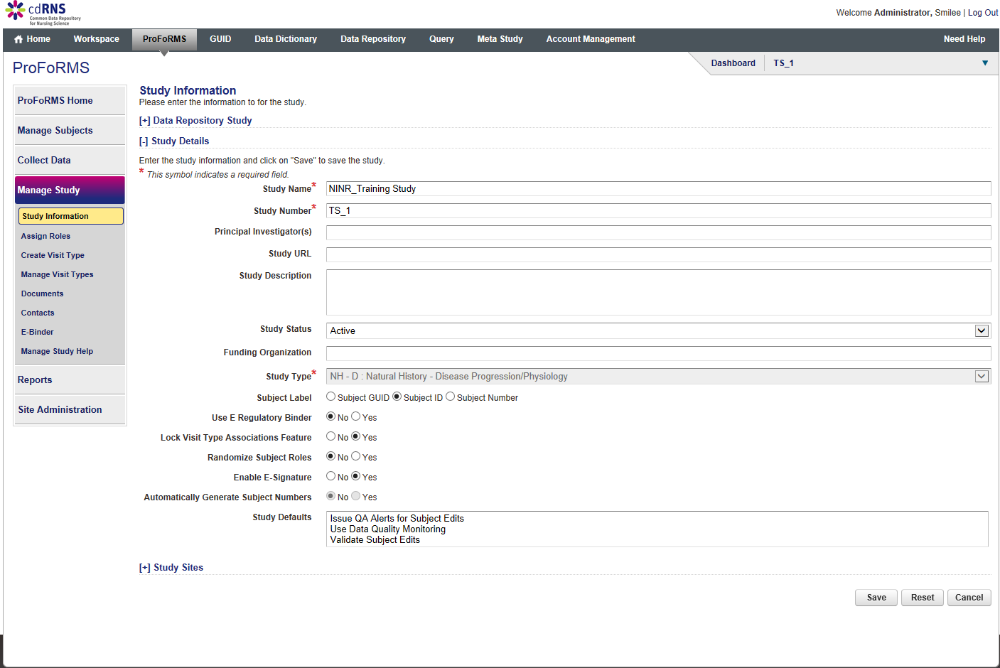 cdRNS
Common Data Repository
for Nursing Science
Welcome Administrator, Smilee | Log Out
Home Workspace ProFoRMS GUID Data Dictionary Data Repository Query Meta Study Account Management Need Help
ProFoRMS
Dashboard TS_1
ProFoRMS Home
Manage Subjects
Collect Data
Manage Study
Study Information
Assign Roles
Create Visit Type
Manage Visit Types
Documents
Contacts
E-Binder
Manage Study Help
Reports
Site Administration
Study Information
Please enter the information to for the study.
[+] Data Repository Study
[-] Study Details
Enter the study information and click on "Save" to save the study.
* This symbol indicates a required field.
Study Name* NINR_Training Study
Study Number* TS_1
Principal Investigator(s)
Study URL
Study Description
Study Status Active
Funding Organization
Study Type* NH - D : Natural History - Disease Progression/Physiology
Subject Label Subject GUID Subject ID Subject Number
Use E Regulatory Binder No Yes
Lock Visit Type Associations Feature No Yes
Randomize Subject Roles No Yes
Enable E-Signature No Yes
Automatically Generate Subject Numbers No Yes
Study Defaults Issue QA Alerts for Subject Edits
Use Data Quality Monitoring
Validate Subject Edits
[+] Study Sites
Save Reset Cancel